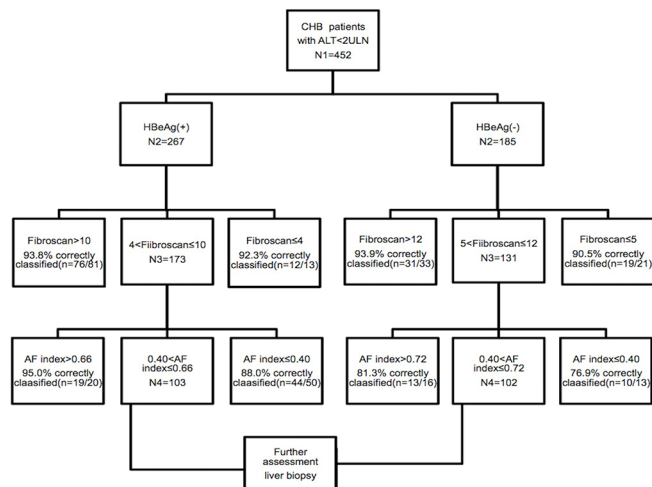 CHB patients
with ALT<2ULN
N1=452
HBeAg(+)
N2=267
HBeAg(-)
N2=185
Fibroscan>10
93.8% correctly
classified(n=76/81)
4<Fiibroscan≤10
N3=173
Fibroscan≤4
92.3% correctly
classified(n=12/13)
Fibroscan>12
93.9% correctly
classified(n=31/33)
5<Fibroscan≤12
N3=131
Fibroscan≤5
90.5% correctly
classified(n=19/21)
AF index>0.66
95.0% correctly
claasified(n=19/20)
0.40<AF
index≤0.66
N4=103
AF index≤0.40
88.0% correctly
claasified(n=44/50)
AF index>0.72
81.3% correctly
claasified(n=13/16)
0.40<AF
index≤0.72
N4=102
AF index≤0.40
76.9% correctly
claasified(n=10/13)
Further
assessment
liver biopsy